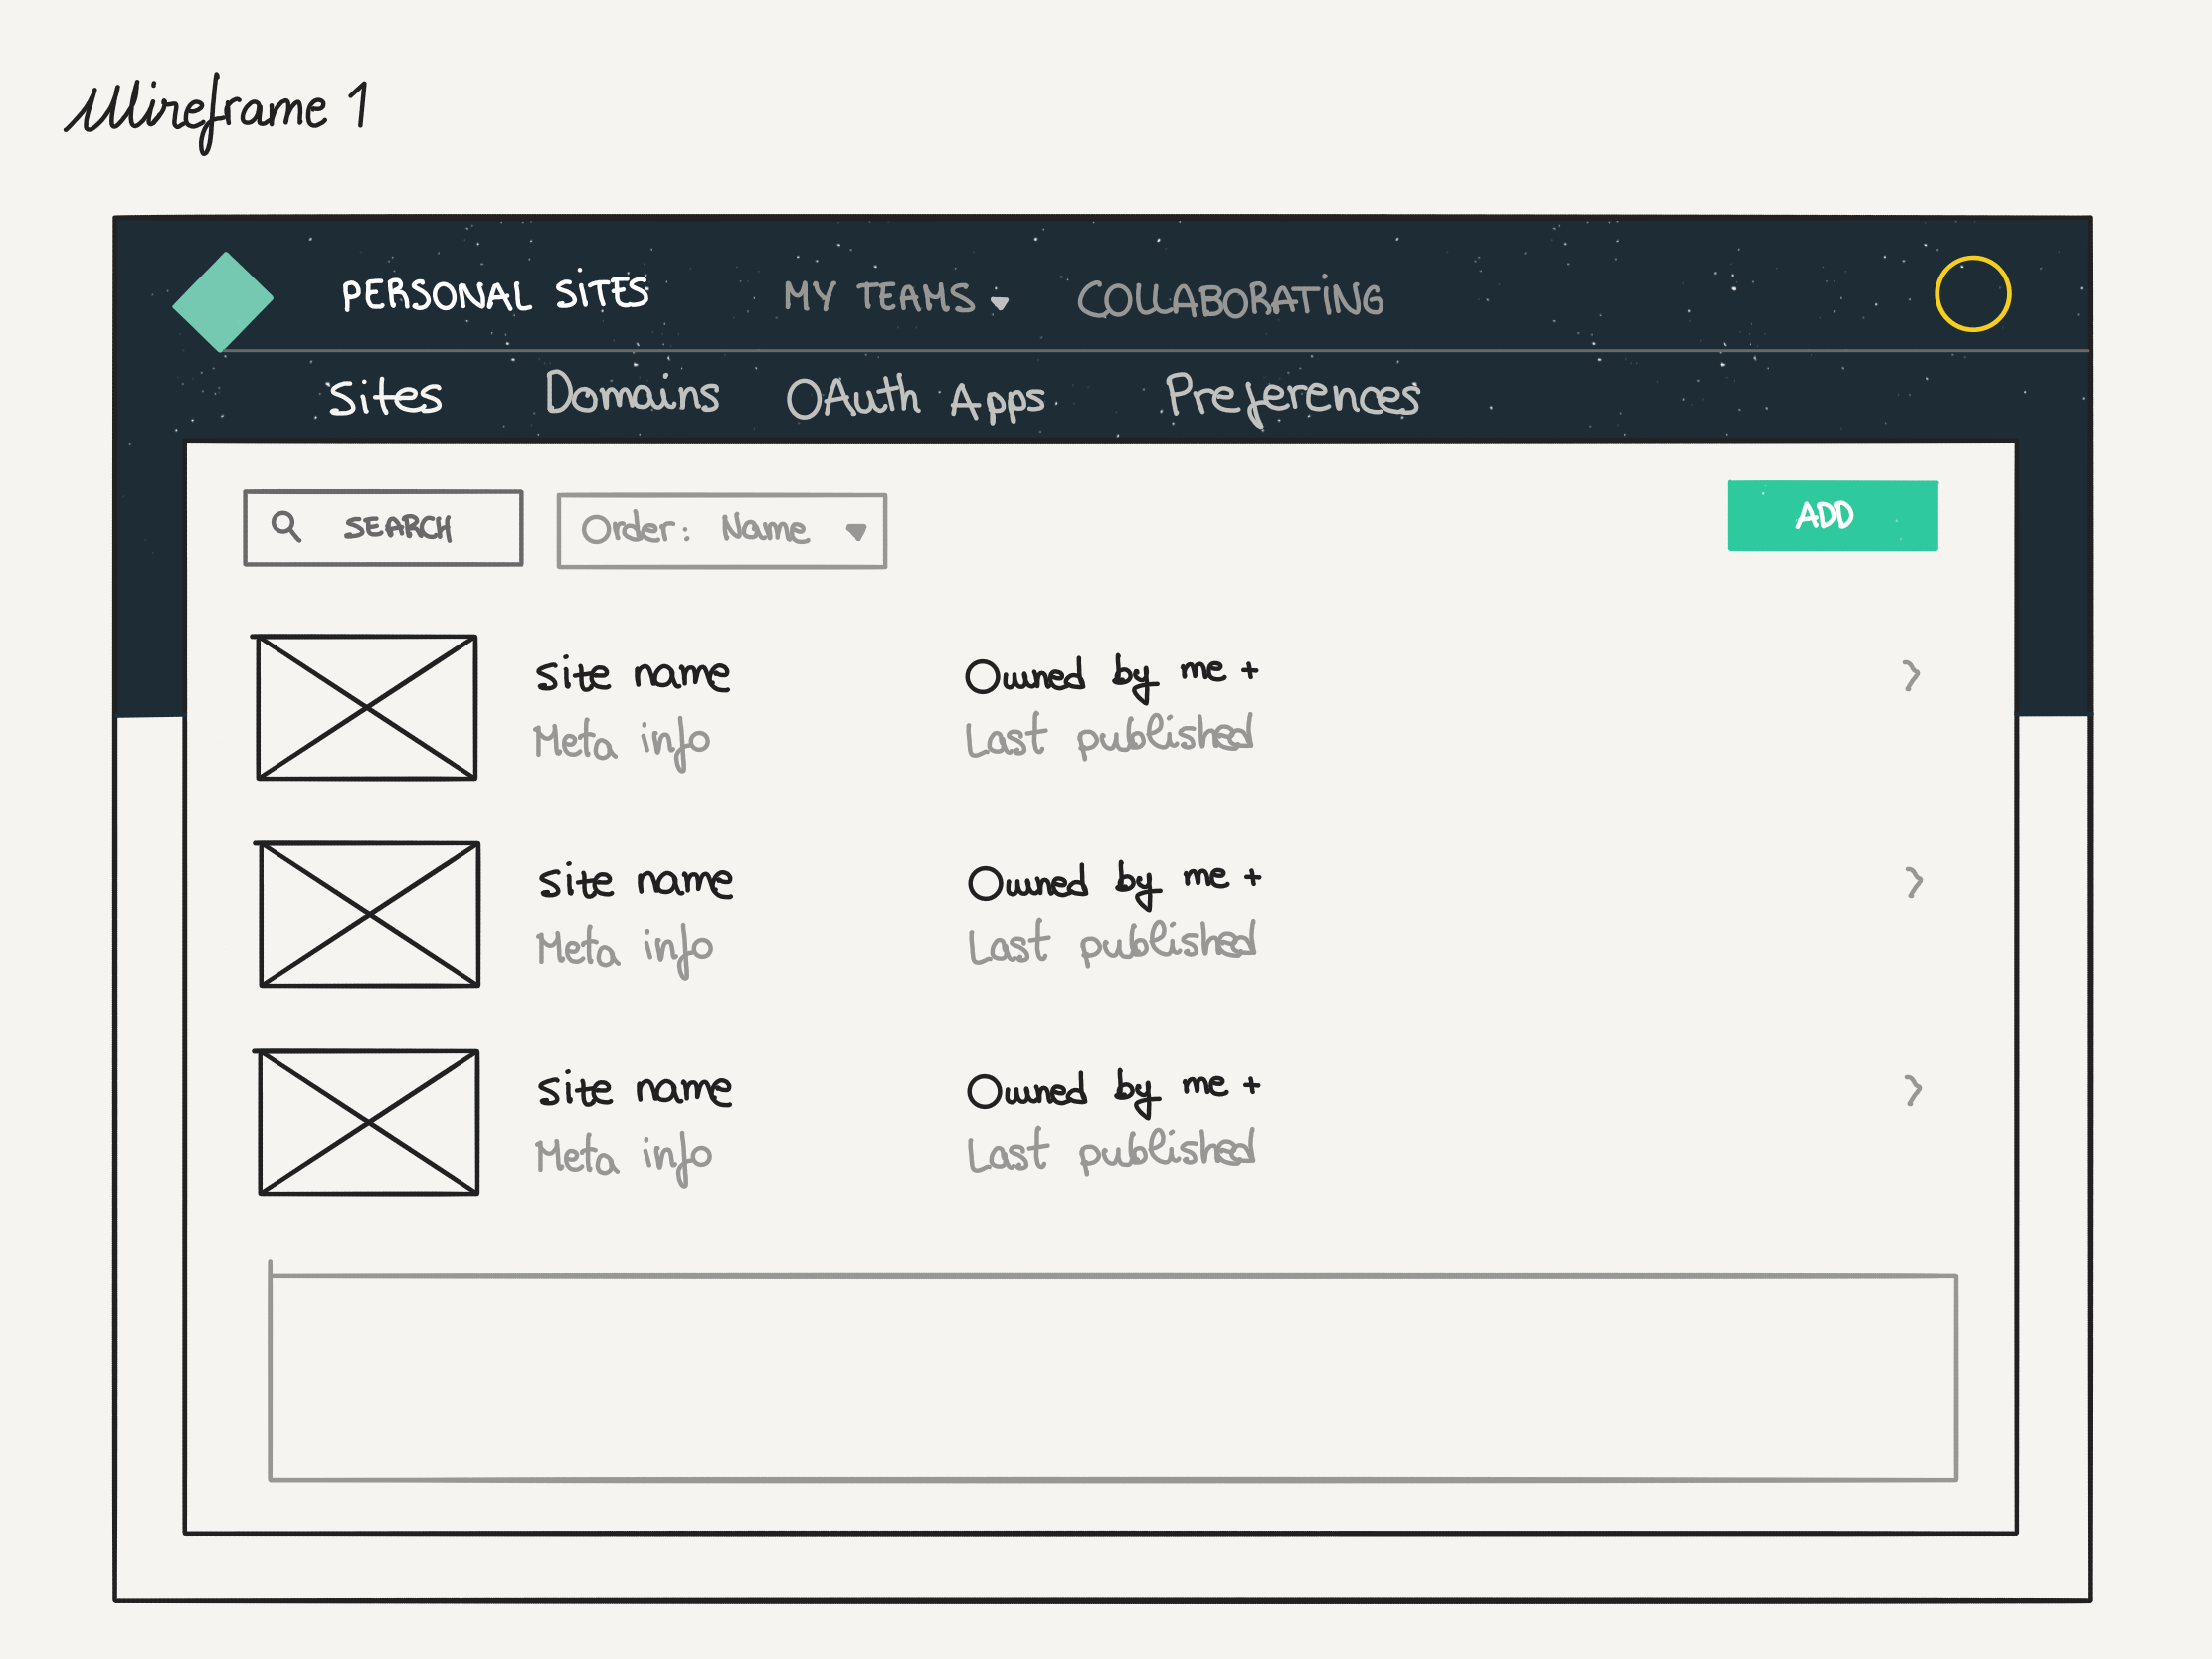 Wireframe 1
PERSONAL SiTES MY TEAMS COLLABORATiNG
Sites Domains OAuth Apps Preferences
SEARCH Order: Name ADD
Site name Owned by me +
Meta info Last published
Site name Owned by me +
Meta info Last published
Site name Owned by me +
Meta info Last published